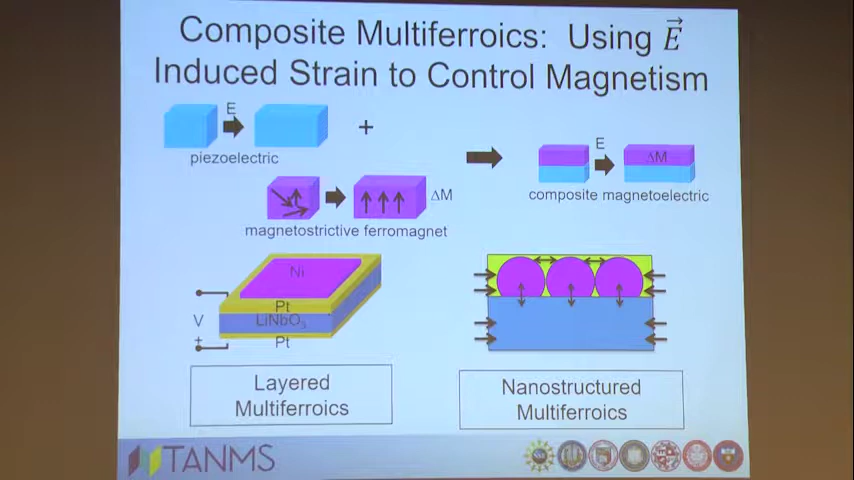 Composite Multiferroics: Using E⃗
Induced Strain to Control Magnetism
E
+
piezoelectric
E
ΔM
composite magnetoelectric
ΔM
magnetostrictive ferromagnet
Ni
Pt
V
LiNbO₃
+
Pt
Layered
Multiferroics
Nanostructured
Multiferroics
TANMS